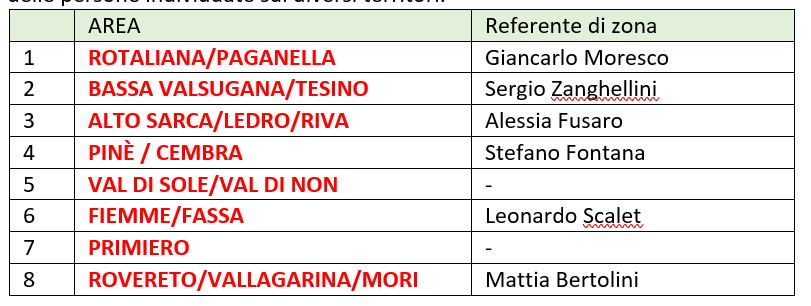 delle persone individuate sui diversi territori.
AREA Referente di zona
1 ROTALIANA/PAGANELLA Giancarlo Moresco
2 BASSA VALSUGANA/TESINO Sergio Zanghellini
3 ALTO SARCA/LEDRO/RIVA Alessia Fusaro
4 PINÈ / CEMBRA Stefano Fontana
5 VAL DI SOLE/VAL DI NON -
6 FIEMME/FASSA Leonardo Scalet
7 PRIMIERO -
8 ROVERETO/VALLAGARINA/MORI Mattia Bertolini